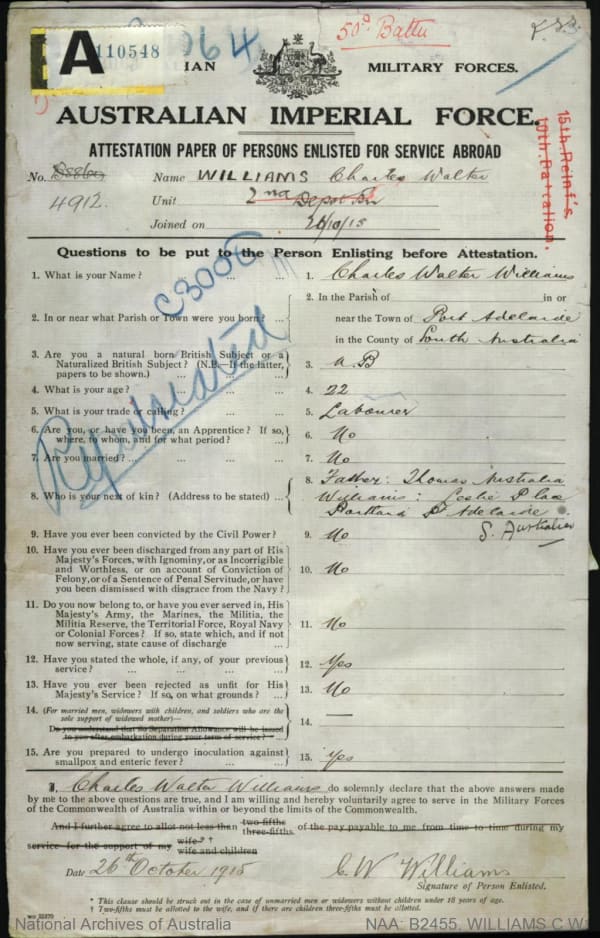 A 110548
064
50º Battn
MILITARY FORCES.
AUSTRALIAN IMPERIAL FORCE.
15th Reinf's
10th Battalion.
ATTESTATION PAPER OF PERSONS ENLISTED FOR SERVICE ABROAD
No. Name WILLIAMS Charles Walter
4912. Unit 2nd Depot Bn
Joined on 26/10/15
Questions to be put to the Person Enlisting before Attestation.
C3000
Repatriated
1. What is your Name? ... ... ... 1. Charles Walter Williams
2. In or near what Parish or Town were you born? ... 2. In the Parish of in or
near the Town of Port Adelaide
in the County of South Australia
3. Are you a natural born British Subject or a
Naturalized British Subject? (N.B.—If the latter,
papers to be shown.) ... ... ... 3.
4. What is your age? ... ... ... 4. 22
5. What is your trade or calling? ... ... 5. Labourer
6. Are you, or have you been, an Apprentice? If so,
where, to whom, and for what period? ... 6. No
7. Are you married? ... ... ... 7. No
8. Who is your next of kin? (Address to be stated) ... 8. Father: Thomas Australia
Williams: Leslie Place
Portland Pt Adelaide
S. Australia
9. Have you ever been convicted by the Civil Power? 9. No
10. Have you ever been discharged from any part of His
Majesty's Forces, with Ignominy, or as Incorrigible
and Worthless, or on account of Conviction of
Felony, or of a Sentence of Penal Servitude, or have
you been Dismissed with disgrace from the Navy? 10. No
11. Do you now belong to, or have you ever served in, His
Majesty's Army, the Marines, the Militia, the
Militia Reserve, the Territorial Force, Royal Navy
or Colonial Forces? If so, state which, and if not
now serving, state cause of discharge ... 11. No
12. Have you stated the whole, if any, of your previous
service? ... ... ... ... 12. Yes
13. Have you ever been rejected as unfit for His
Majesty's Service? If so, on what grounds? ... 13. No
14. (For married men, widowers with children, and soldiers who are the
sole support of widowed mother)—
Do you understand that no Separation Allowance will be issued
to you after embarkation during your term of service? ... 14. —
15. Are you prepared to undergo inoculation against
smallpox and enteric fever? ... ... 15. Yes
I, Charles Walter Williams do solemnly declare that the above answers made
by me to the above questions are true, and I am willing and hereby voluntarily agree to serve in the Military Forces
of the Commonwealth of Australia within or beyond the limits of the Commonwealth.
And I further agree to allot not less than two-fifths three-fifths. of the pay payable to me from time to time during my
service for the support of my wife* † wife and children
Date 26th October 1915 C W Williams
Signature of Person Enlisted.
* This clause should be struck out in the case of unmarried men or widowers without children under 18 years of age.
† Two-fifths must be allotted to the wife, and if there are children three-fifths must be allotted.
National Archives of Australia NAA: B2455, WILLIAMS C W